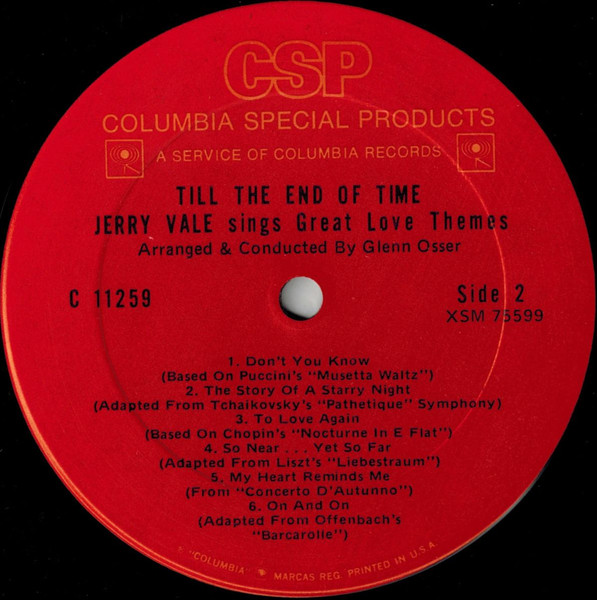 CSP
COLUMBIA SPECIAL PRODUCTS
A SERVICE OF COLUMBIA RECORDS
TILL THE END OF TIME
JERRY VALE sings Great Love Themes
Arranged & Conducted By Glenn Osser
C 11259
Side 2
XSM 75599
1. Don't You Know
(Based On Puccini's "Musetta Waltz")
2. The Story Of A Starry Night
(Adapted From Tchaikovsky's "Pathetique" Symphony)
3. To Love Again
(Based On Chopin's "Nocturne In E Flat")
4. So Near . . . Yet So Far
(Adapted From Liszt's "Liebestraum")
5. My Heart Reminds Me
(From "Concerto D'Autunno")
6. On And On
(Adapted From Offenbach's
"Barcarolle")
"COLUMBIA" MARCAS REG. PRINTED IN U.S.A.